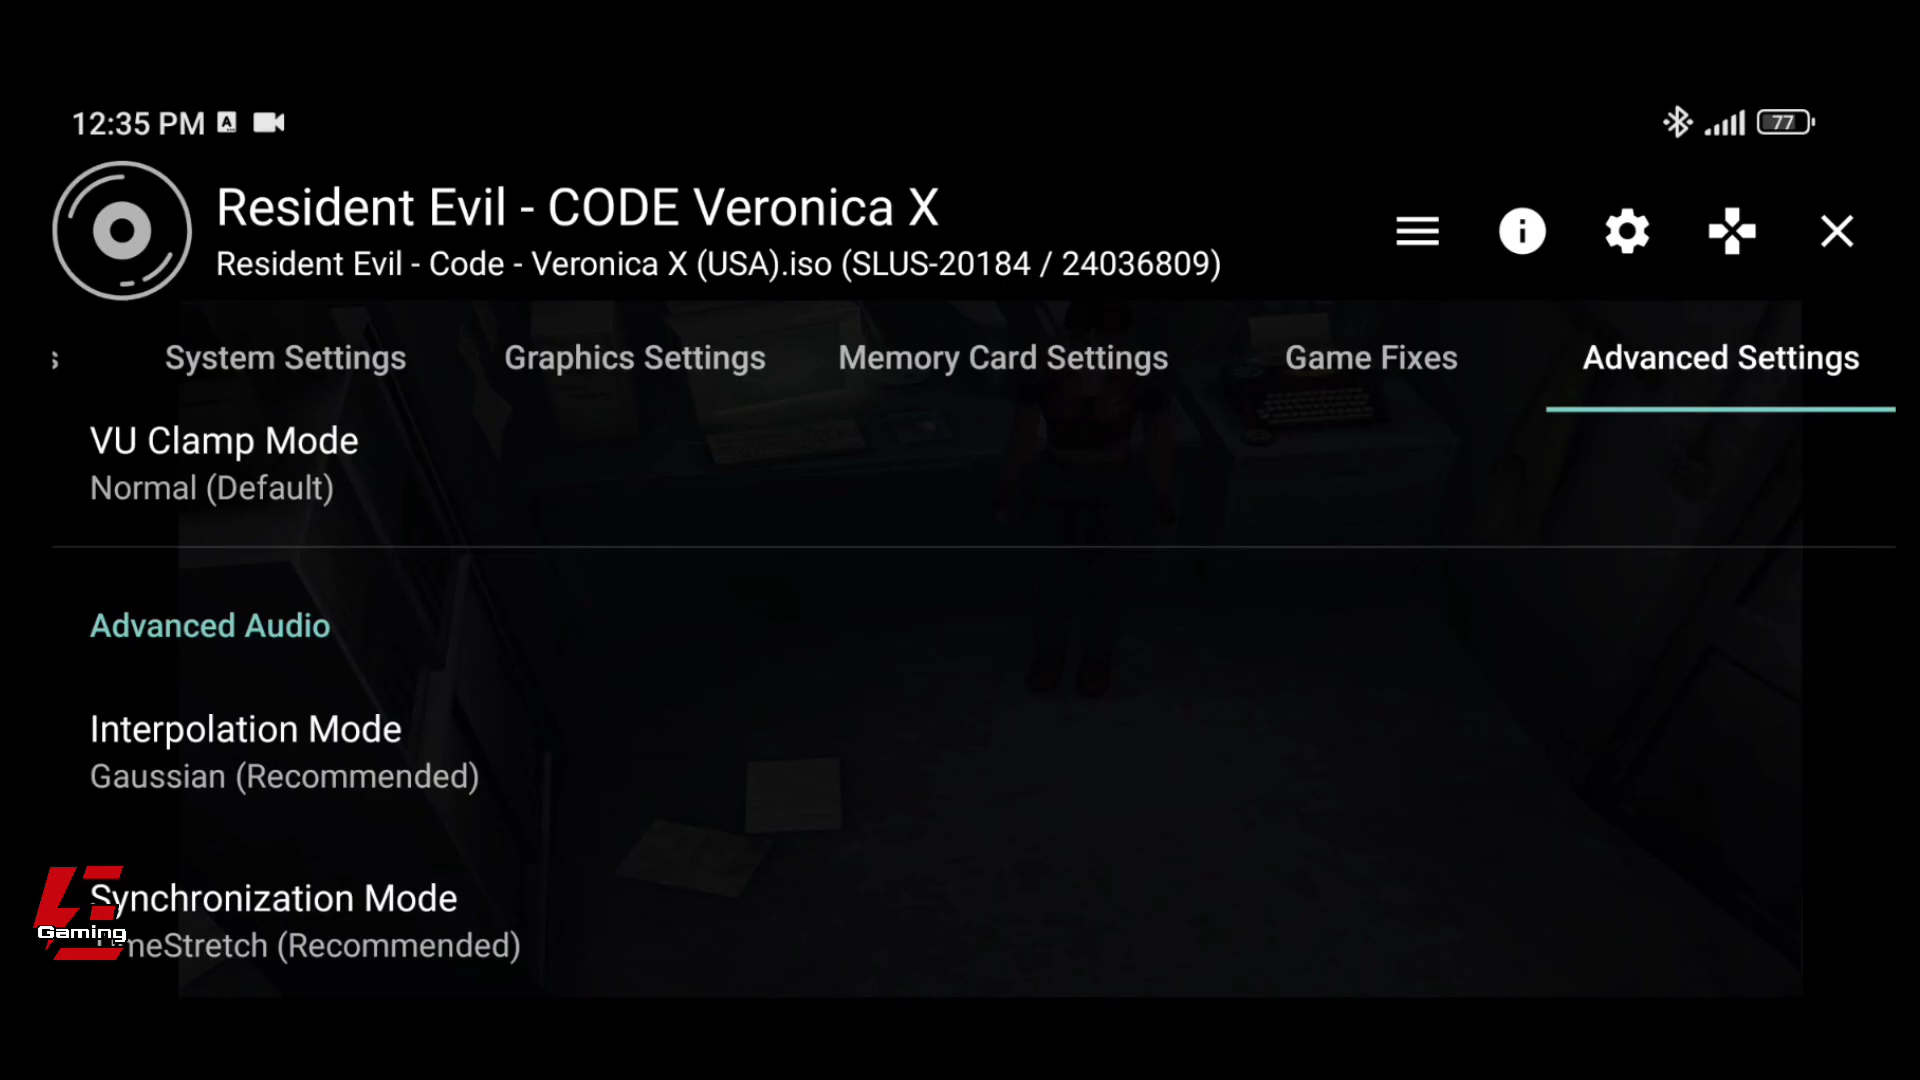 12:35 PM
77
Resident Evil - CODE Veronica X
Resident Evil - Code - Veronica X (USA).iso (SLUS-20184 / 24036809)
s System Settings Graphics Settings Memory Card Settings Game Fixes Advanced Settings
VU Clamp Mode
Normal (Default)
Advanced Audio
Interpolation Mode
Gaussian (Recommended)
Synchronization Mode
Gaming
TimeStretch (Recommended)